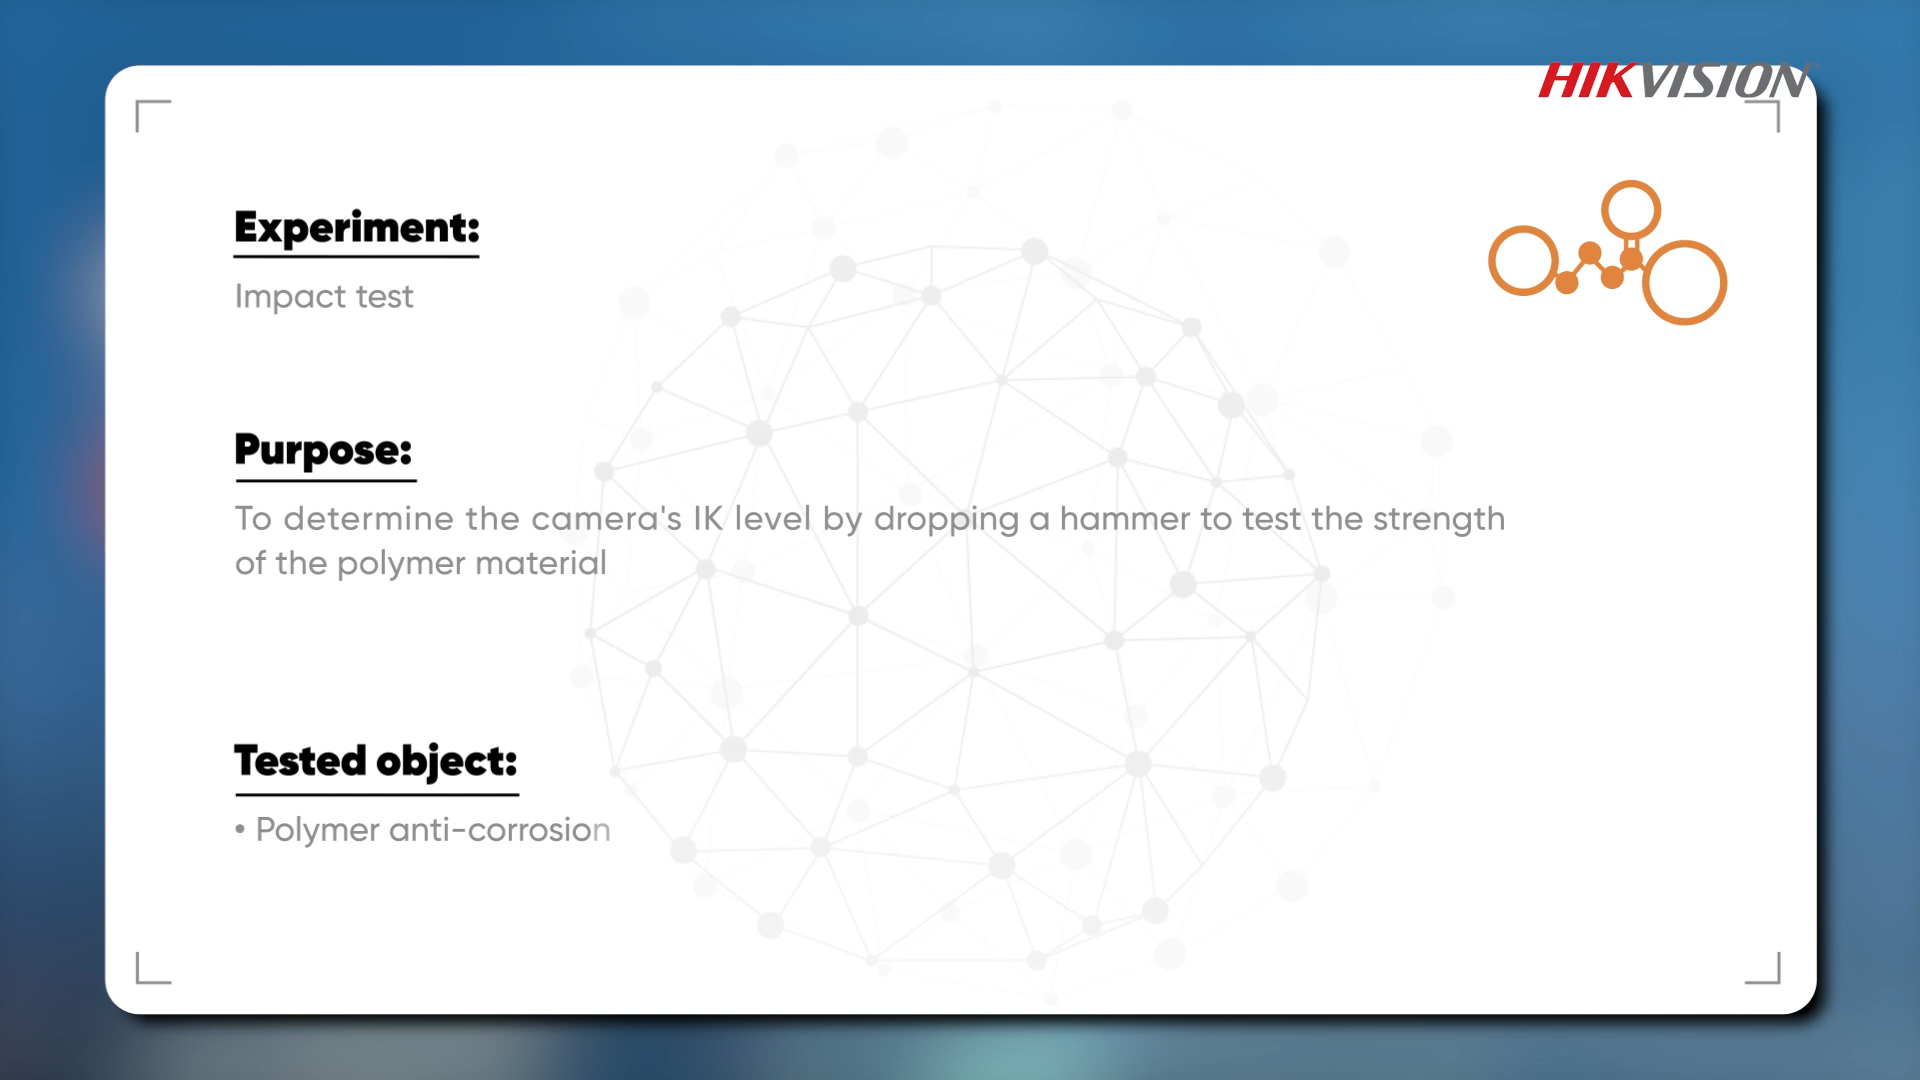 HIKVISION
Experiment:
Impact test
Purpose:
To determine the camera's IK level by dropping a hammer to test the strength
of the polymer material
Tested object:
• Polymer anti-corrosion